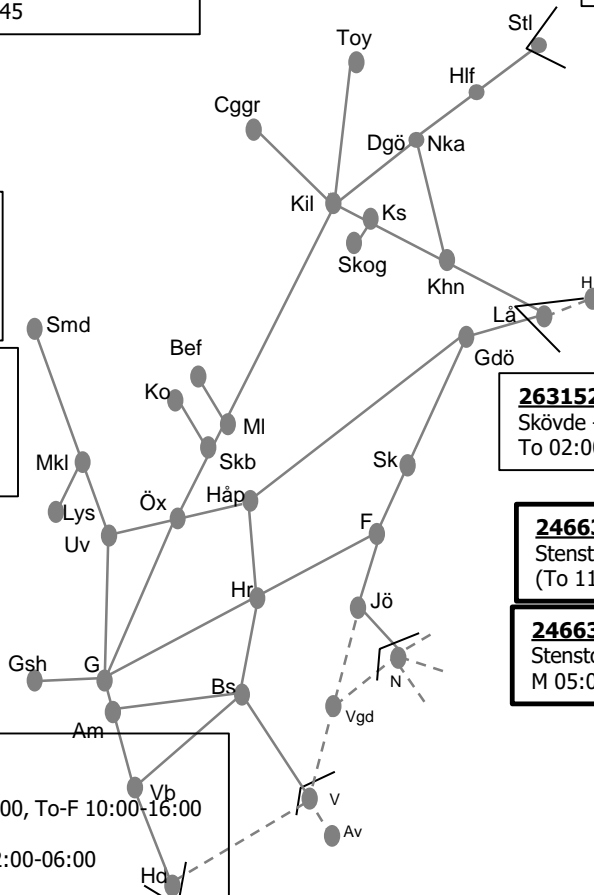 45
Stl
Toy
Hlf
Cggr
Dgö
Nka
Kil
Ks
Skog
Khn
H
Lå
Smd
Gdö
Bef
Ko
263152
Skövde -
To 02:00
Ml
Skb
Sk
Mkl
Håp
Öx
Lys
F
Uv
2466
Stensto
(To 11
Hr
Jö
2466
Stensto
M 05:0
Gsh
G
Bs
N
Am
Vgd
Vb
00, To-F 10:00-16:00
V
Av
2:00-06:00
Hd